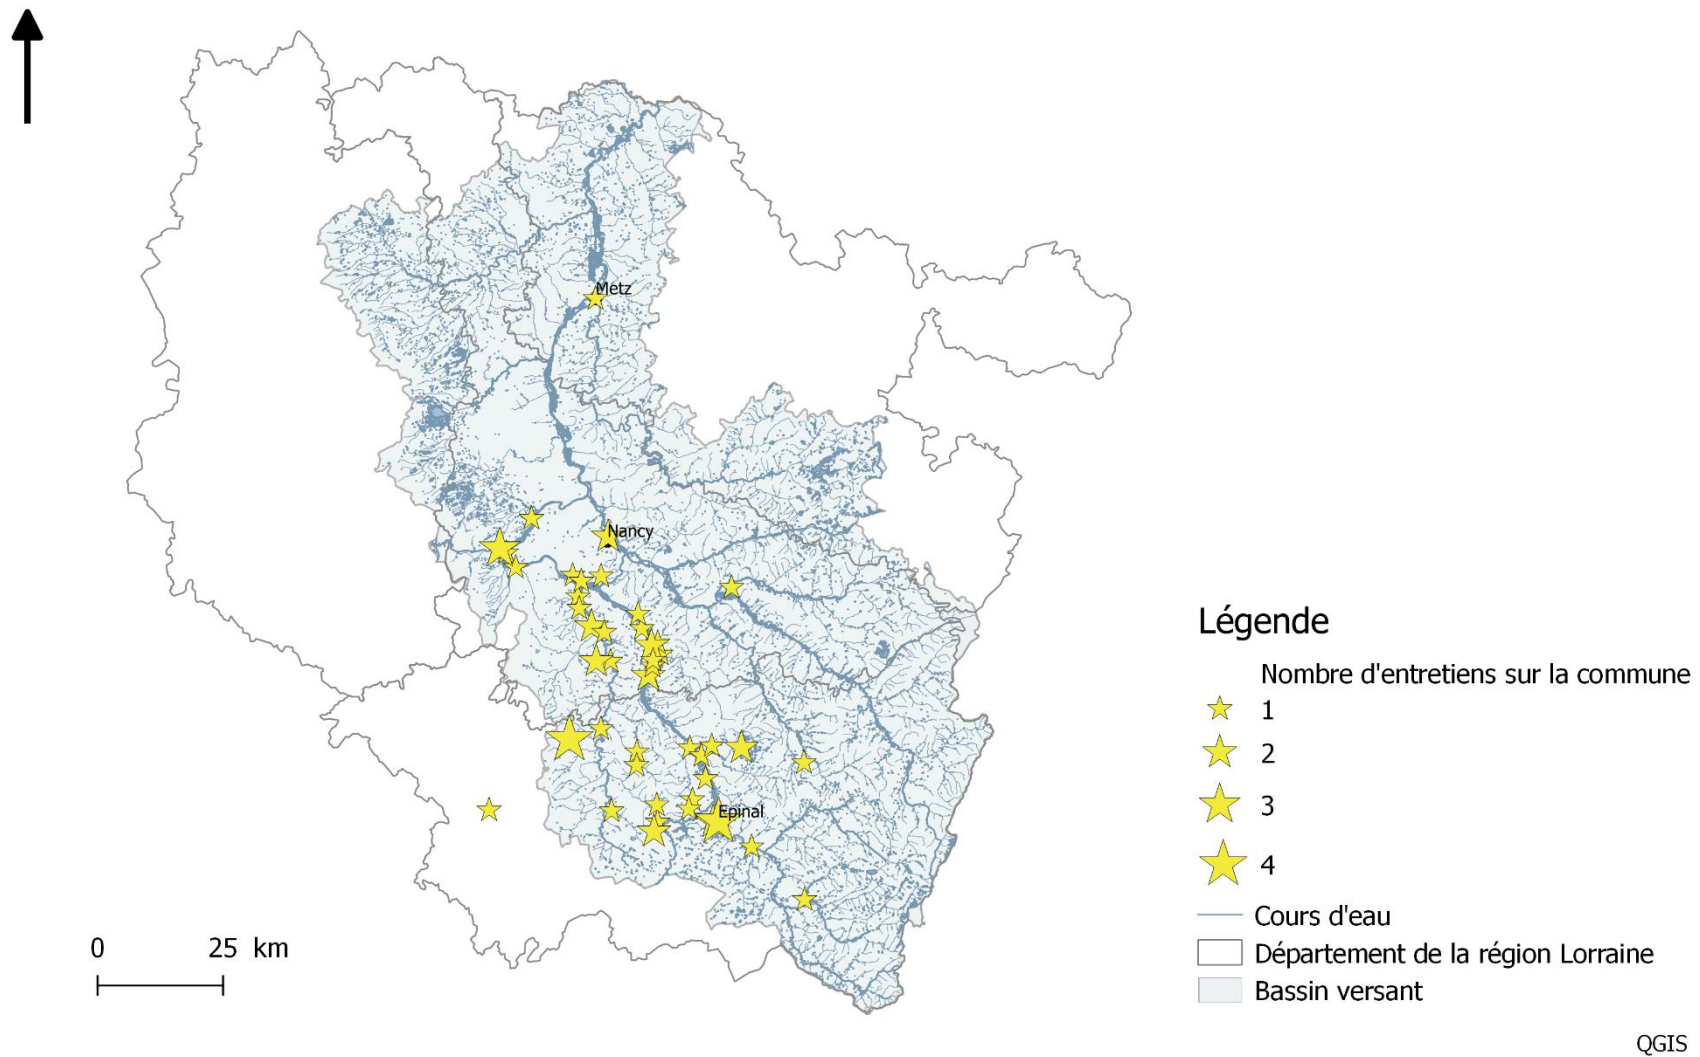 Metz
Nancy
Epinal
Légende
Nombre d'entretiens sur la commune
1
2
3
4
Cours d'eau
Département de la région Lorraine
Bassin versant
0 25 km
QGIS